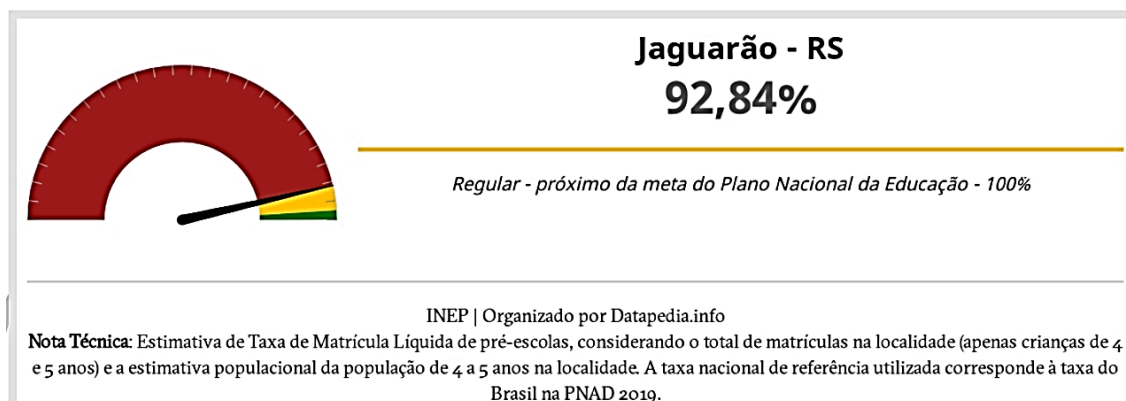 Jaguarão - RS
92,84%
Regular - próximo da meta do Plano Nacional da Educação - 100%
INEP | Organizado por Datapedia.info
Nota Técnica: Estimativa de Taxa de Matrícula Líquida de pré-escolas, considerando o total de matrículas na localidade (apenas crianças de 4
e 5 anos) e a estimativa populacional da população de 4 a 5 anos na localidade. A taxa nacional de referência utilizada corresponde à taxa do
Brasil na PNAD 2019.